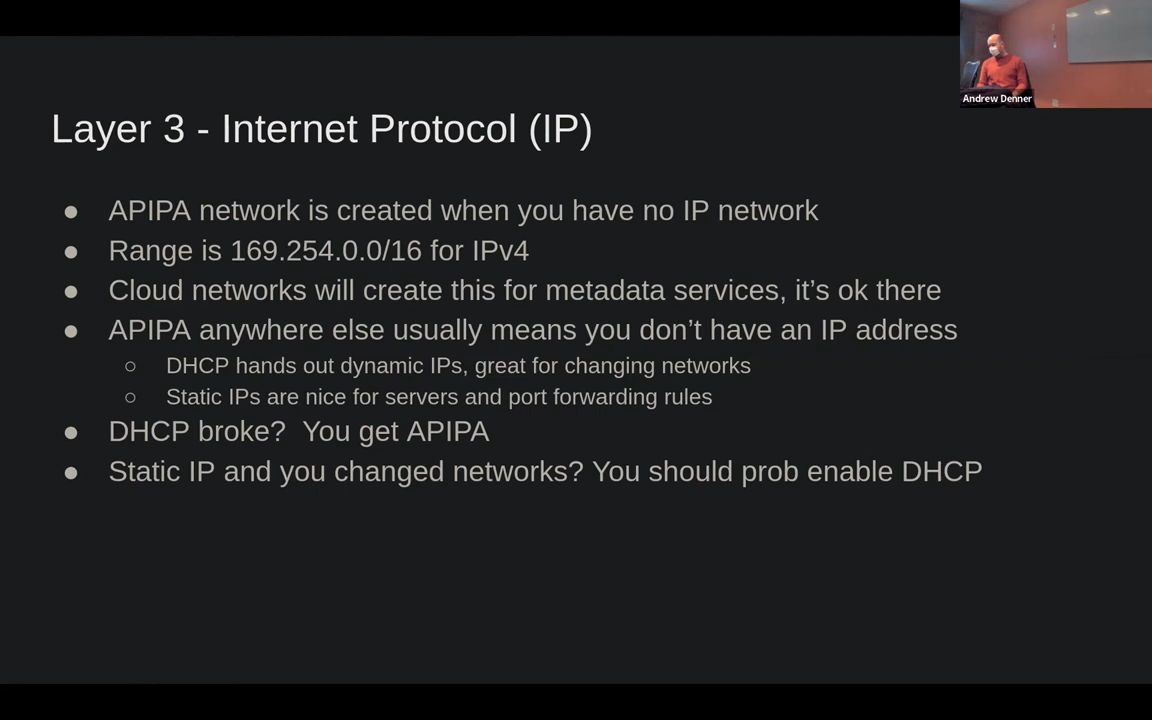 Andrew Denner
Layer 3 - Internet Protocol (IP)
● APIPA network is created when you have no IP network
● Range is 169.254.0.0/16 for IPv4
● Cloud networks will create this for metadata services, it’s ok there
● APIPA anywhere else usually means you don’t have an IP address
○ DHCP hands out dynamic IPs, great for changing networks
○ Static IPs are nice for servers and port forwarding rules
● DHCP broke?  You get APIPA
● Static IP and you changed networks? You should prob enable DHCP